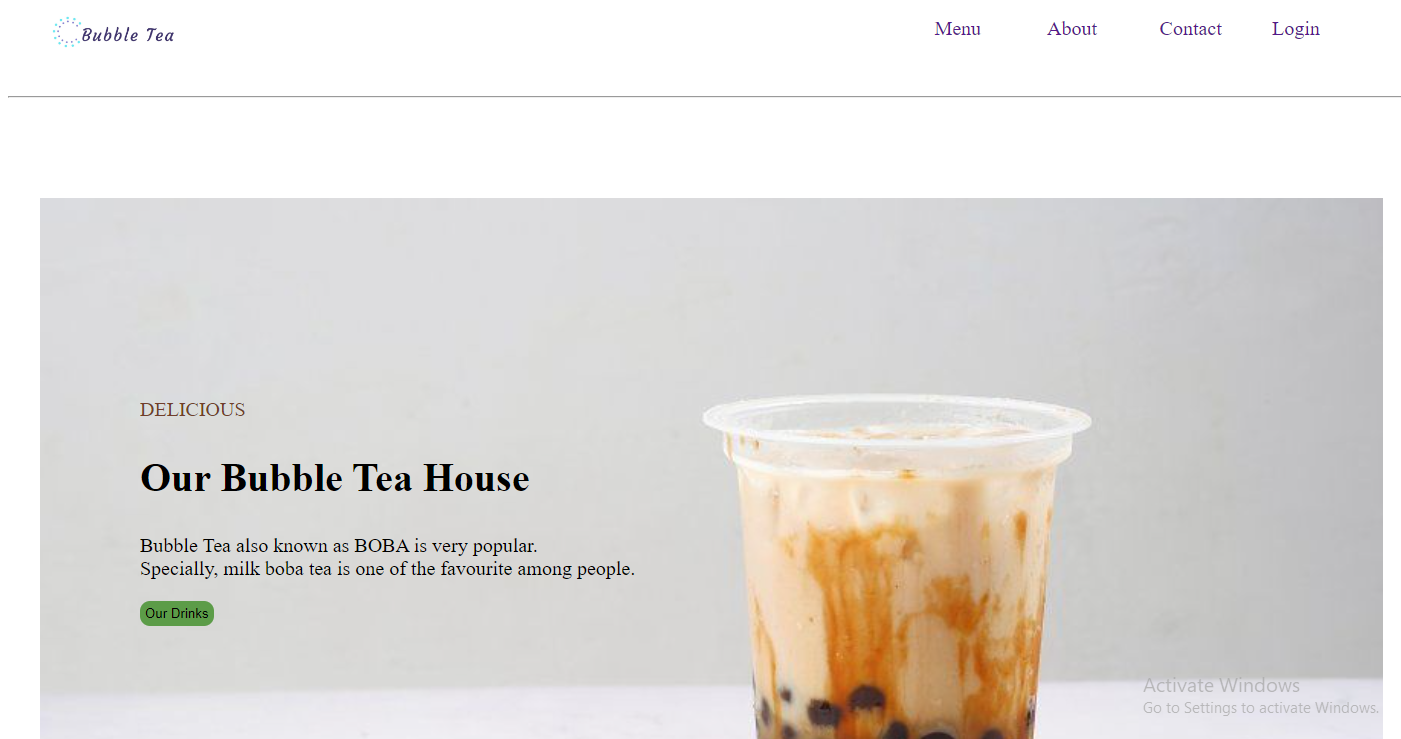 Bubble Tea
Menu About Contact Login
DELICIOUS
Our Bubble Tea House
Bubble Tea also known as BOBA is very popular.
Specially, milk boba tea is one of the favourite among people.
Our Drinks
Activate Windows
Go to Settings to activate Windows.